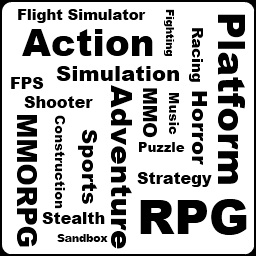 Flight Simulator
Action
Fighting
Racing
Platform
Simulation
FPS
Shooter
Adventure
MMO
Music
Horror
MMORPG
Construction
Sports
Puzzle
Strategy
Stealth
RPG
Sandbox